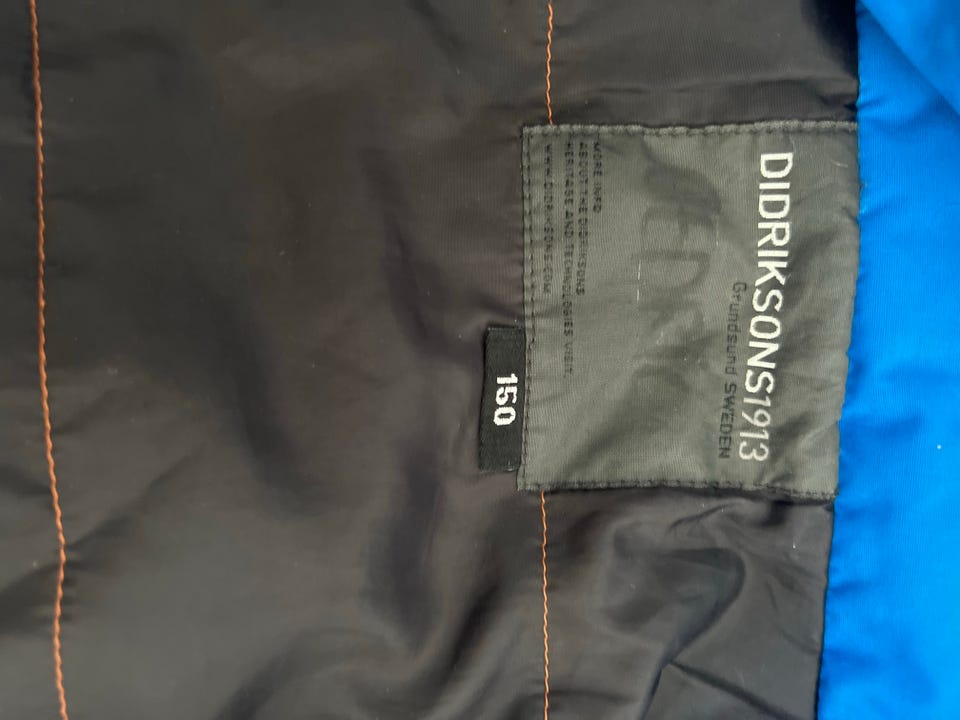 DIDRIKSONS1913
Grundsund SWEDEN
MORE INFO
ABOUT THE DIDRIKSONS
HERITAGE AND TECHNOLOGIES VISIT:
WWW.DIDRIKSONS.COM
150